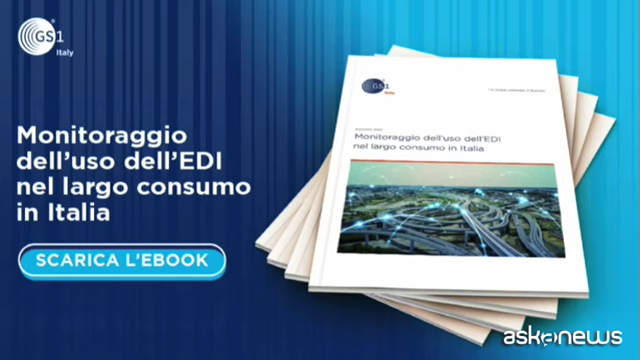 GS1
Italy
Monitoraggio
dell'uso dell'EDI
nel largo consumo
in Italia
SCARICA L'EBOOK
GS1
Italy
Monitoraggio dell'uso dell'EDI
nel largo consumo in Italia
askanews